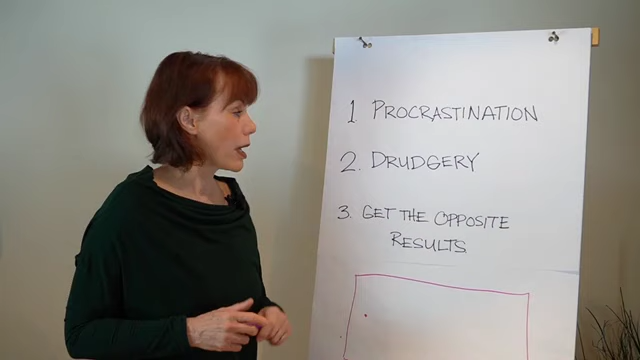 1 PROCRASTINATION
2. DRUDGERY
3. GET THE OPPOSITE
RESULTS